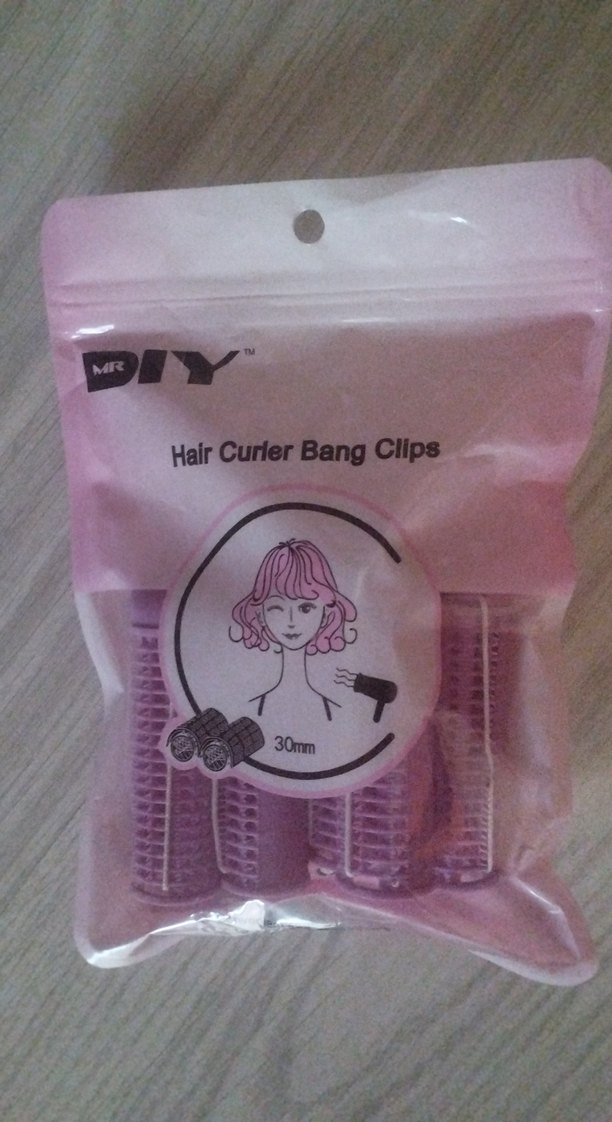 MR DIY™
Hair Curler Bang Clips
30mm